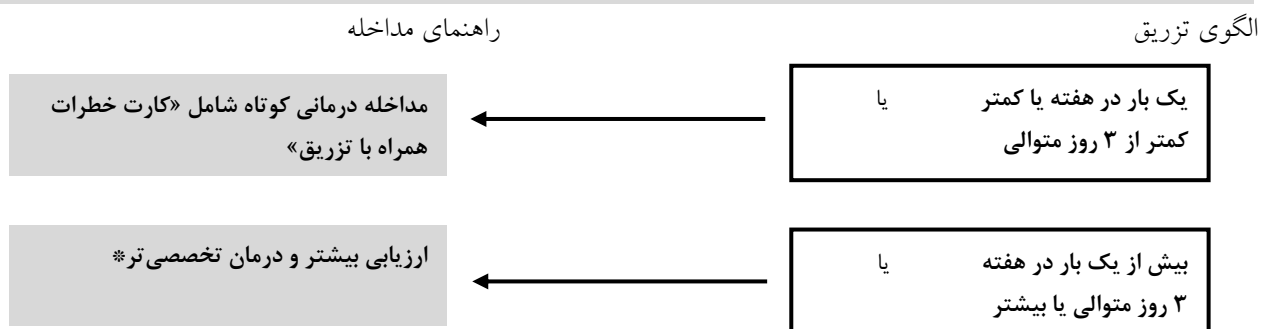 الگوی تزریق
راهنمای مداخله
یک بار در هفته یا کمتر یا
کمتر از ۳ روز متوالی
مداخله درمانی کوتاه شامل «کارت خطرات
همراه با تزریق»
بیش از یک بار در هفته یا
۳ روز متوالی یا بیشتر
ارزیابی بیشتر و درمان تخصصی‌تر*